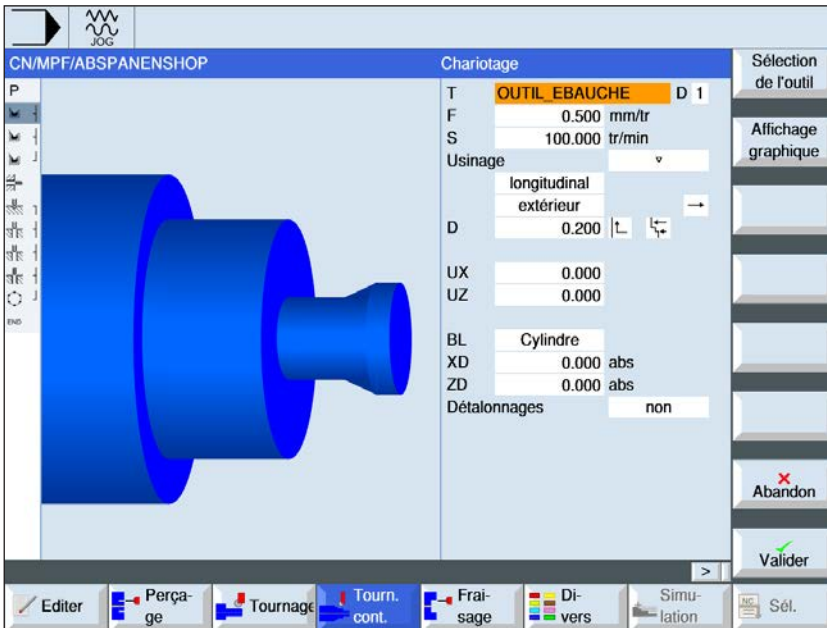 JOG
CN/MPF/ABSPANENSHOP
Chariotage
P
END
T OUTIL_EBAUCHE D 1
F 0.500 mm/tr
S 100.000 tr/min
Usinage ▿
longitudinal
extérieur →
D 0.200
UX 0.000
UZ 0.000
BL Cylindre
XD 0.000 abs
ZD 0.000 abs
Détalonnages non
Sélection
de l'outil
Affichage
graphique
Abandon
Valider
>
Editer
Perça-
ge
Tournage
Tourn.
cont.
Frai-
sage
Di-
vers
Simu-
lation
NC
Sél.